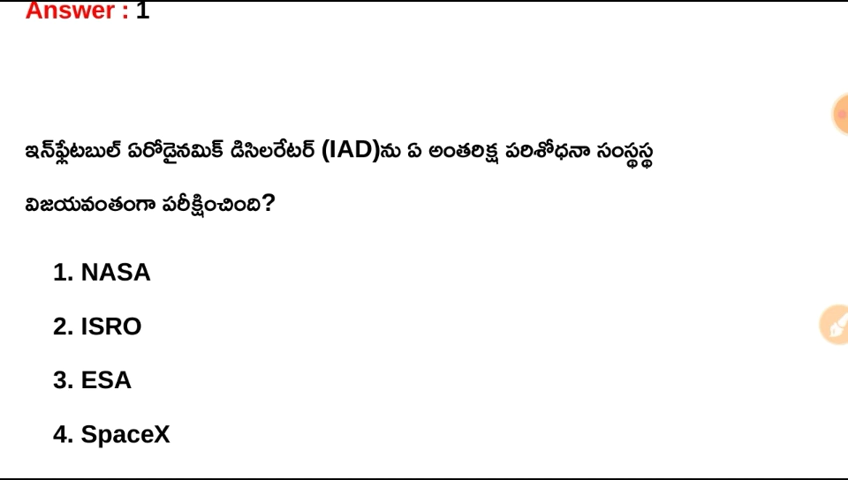 Answer : 1
ఇన్‌ఫ్లేటబుల్ ఏరోడైనమిక్ డిసిలరేటర్ (IAD)ను ఏ అంతరిక్ష పరిశోధనా సంస్థస్థ
విజయవంతంగా పరీక్షించింది?
1. NASA
2. ISRO
3. ESA
4. SpaceX